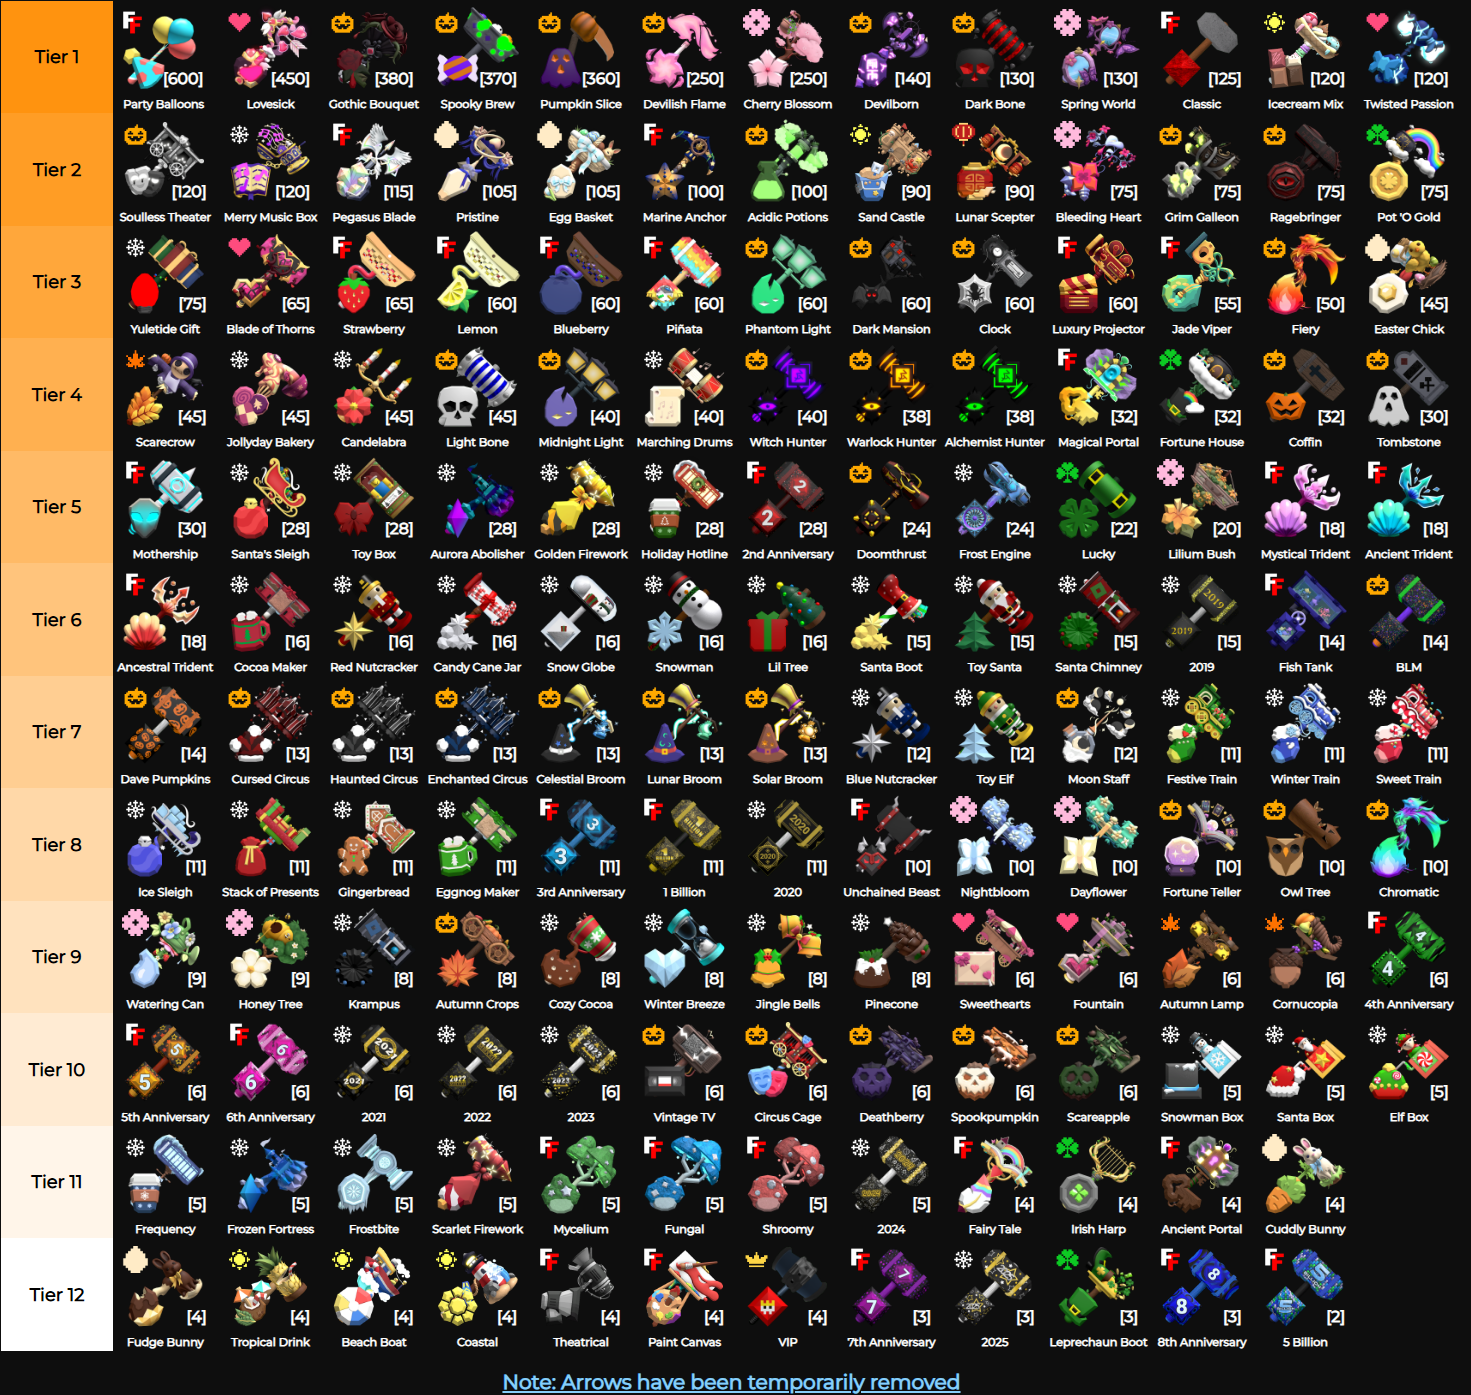 Tier 1
[600] [450] [380] [370] [360] [250] [250] [140] [130] [130] [125] [120] [120]
Party Balloons Lovesick Gothic Bouquet Spooky Brew Pumpkin Slice Devilish Flame Cherry Blossom Devilborn Dark Bone Spring World Classic Icecream Mix Twisted Passion
Tier 2
[120] [120] [115] [105] [105] [100] [100] [90] [90] [75] [75] [75] [75]
Soulless Theater Merry Music Box Pegasus Blade Pristine Egg Basket Marine Anchor Acidic Potions Sand Castle Lunar Scepter Bleeding Heart Grim Galleon Ragebringer Pot 'O Gold
Tier 3
[75] [65] [65] [60] [60] [60] [60] [60] [60] [60] [55] [50] [45]
Yuletide Gift Blade of Thorns Strawberry Lemon Blueberry Piñata Phantom Light Dark Mansion Clock Luxury Projector Jade Viper Fiery Easter Chick
Tier 4
[45] [45] [45] [45] [40] [40] [40] [38] [38] [32] [32] [32] [30]
Scarecrow Jollyday Bakery Candelabra Light Bone Midnight Light Marching Drums Witch Hunter Warlock Hunter Alchemist Hunter Magical Portal Fortune House Coffin Tombstone
Tier 5
[30] [28] [28] [28] [28] [28] [28] [24] [24] [22] [20] [18] [18]
Mothership Santa's Sleigh Toy Box Aurora Abolisher Golden Firework Holiday Hotline 2nd Anniversary Doomthrust Frost Engine Lucky Lilium Bush Mystical Trident Ancient Trident
Tier 6
[18] [16] [16] [16] [16] [16] [16] [15] [15] [15] [15] [14] [14]
Ancestral Trident Cocoa Maker Red Nutcracker Candy Cane Jar Snow Globe Snowman Lil Tree Santa Boot Toy Santa Santa Chimney 2019 Fish Tank BLM
Tier 7
[14] [13] [13] [13] [13] [13] [13] [12] [12] [12] [11] [11] [11]
Dave Pumpkins Cursed Circus Haunted Circus Enchanted Circus Celestial Broom Lunar Broom Solar Broom Blue Nutcracker Toy Elf Moon Staff Festive Train Winter Train Sweet Train
Tier 8
[11] [11] [11] [11] [11] [11] [11] [10] [10] [10] [10] [10] [10]
Ice Sleigh Stack of Presents Gingerbread Eggnog Maker 3rd Anniversary 1 Billion 2020 Unchained Beast Nightbloom Dayflower Fortune Teller Owl Tree Chromatic
Tier 9
[9] [9] [8] [8] [8] [8] [8] [8] [6] [6] [6] [6] [6]
Watering Can Honey Tree Krampus Autumn Crops Cozy Cocoa Winter Breeze Jingle Bells Pinecone Sweethearts Fountain Autumn Lamp Cornucopia 4th Anniversary
Tier 10
[6] [6] [6] [6] [6] [6] [6] [6] [6] [6] [5] [5] [5]
5th Anniversary 6th Anniversary 2021 2022 2023 Vintage TV Circus Cage Deathberry Spookpumpkin Scareapple Snowman Box Santa Box Elf Box
Tier 11
[5] [5] [5] [5] [5] [5] [5] [5] [4] [4] [4] [4]
Frequency Frozen Fortress Frostbite Scarlet Firework Mycelium Fungal Shroomy 2024 Fairy Tale Irish Harp Ancient Portal Cuddly Bunny
Tier 12
[4] [4] [4] [4] [4] [4] [4] [3] [3] [3] [3] [2]
Fudge Bunny Tropical Drink Beach Boat Coastal Theatrical Paint Canvas VIP 7th Anniversary 2025 Leprechaun Boot 8th Anniversary 5 Billion
Note: Arrows have been temporarily removed